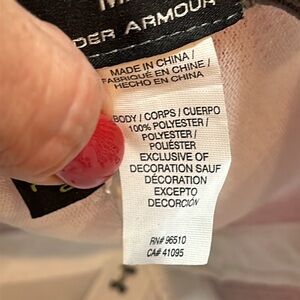 DER ARMOUR
MADE IN CHINA /
FABRIQUÉ EN CHINE /
HECHO EN CHINA
BODY / CORPS / CUERPO
100% POLYESTER /
POLYESTER /
POLIÉSTER
EXCLUSIVE OF
DECORATION SAUF
DÉCORATION
EXCEPTO
DECORCIÓN
RN# 96510
CA# 41095